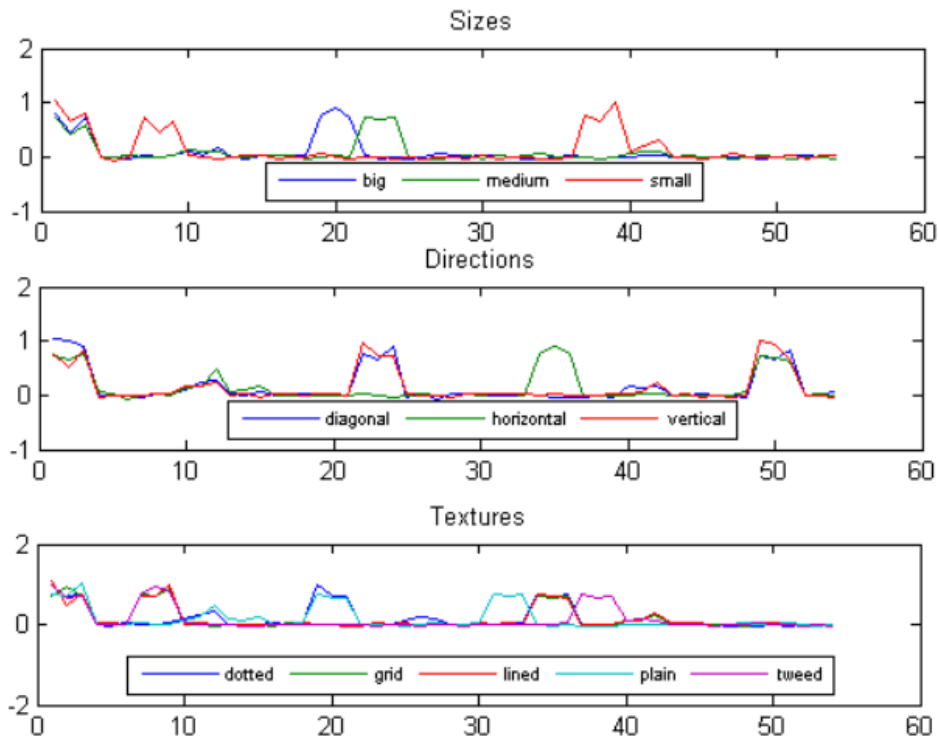 Sizes
2
1
0
-1
big medium small
0 10 20 30 40 50 60
Directions
2
1
0
-1
diagonal horizontal vertical
0 10 20 30 40 50 60
Textures
2
0
-2
dotted grid lined plain tweed
0 10 20 30 40 50 60